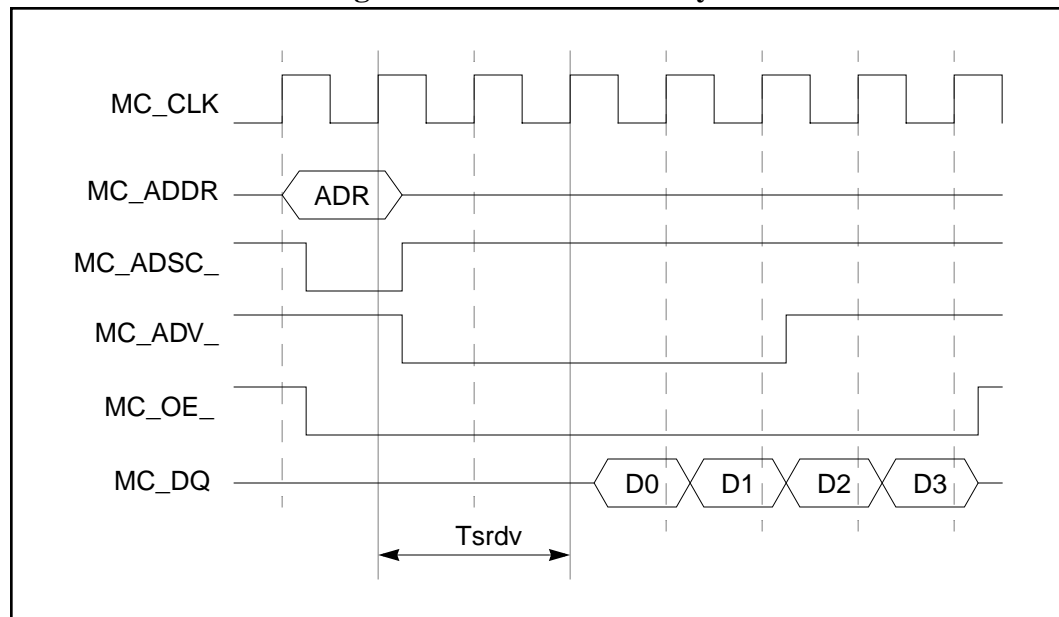 MC_CLK
MC_ADDR
ADR
MC_ADSC_
MC_ADV_
MC_OE_
MC_DQ
D0
D1
D2
D3
Tsrdv